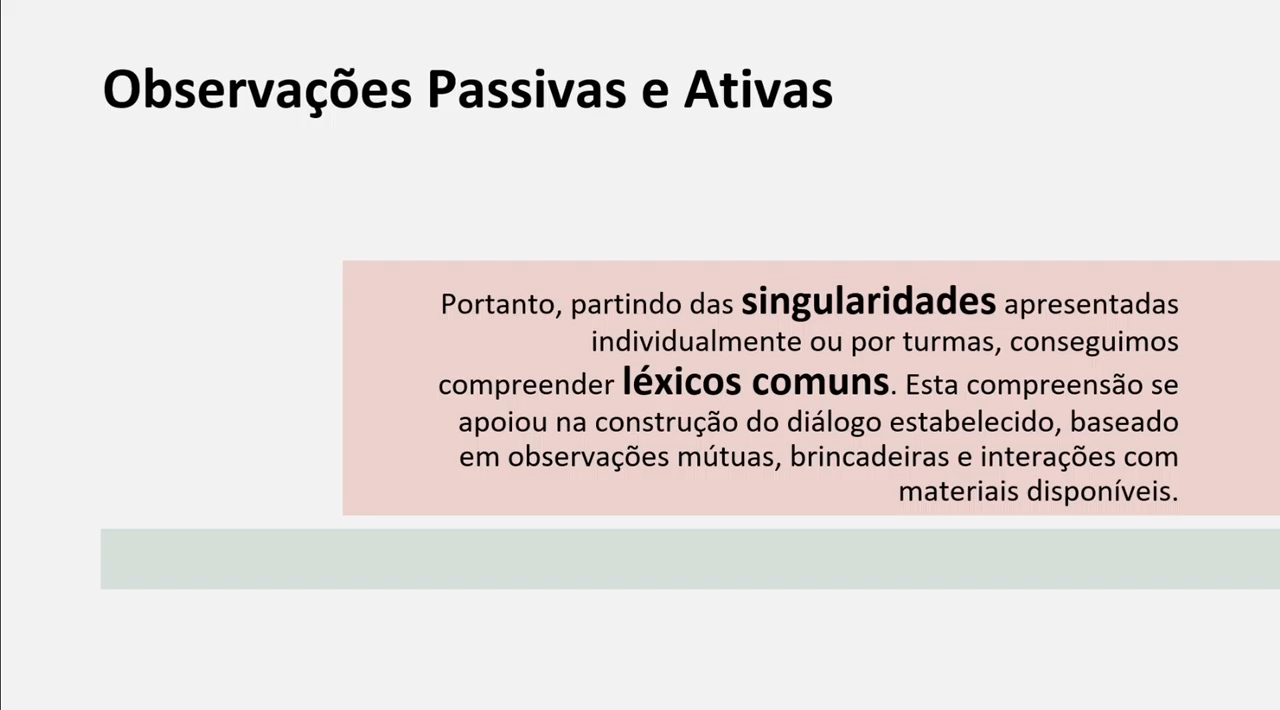 Observações Passivas e Ativas
Portanto, partindo das singularidades apresentadas
individualmente ou por turmas, conseguimos
compreender léxicos comuns. Esta compreensão se
apoiou na construção do diálogo estabelecido, baseado
em observações mútuas, brincadeiras e interações com
materiais disponíveis.